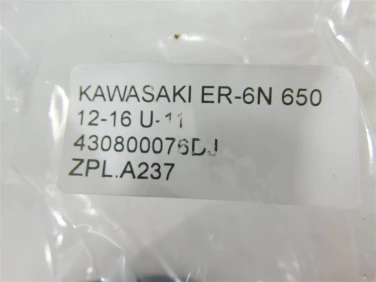 KAWASAKI ER-6N 650
12-16 U-11
430800076DJ
ZPL.A237